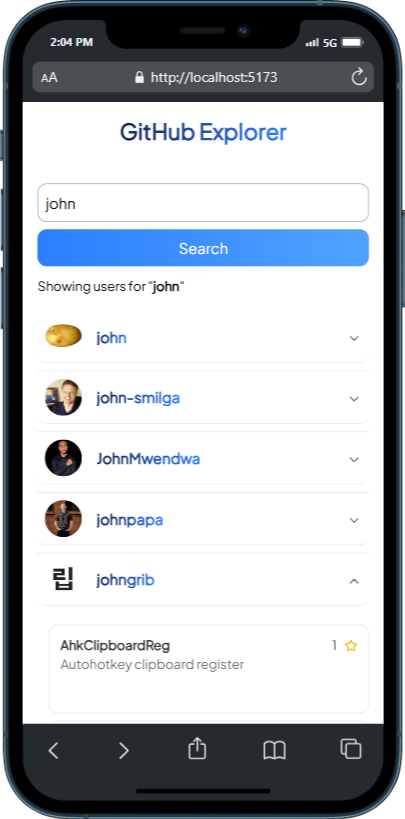 2:04 PM
5G
AA
http://localhost:5173
GitHub Explorer
john
Search
Showing users for "john"
john
john-smilga
JohnMwendwa
johnpapa
립
johngrib
AhkClipboardReg
1
Autohotkey clipboard register